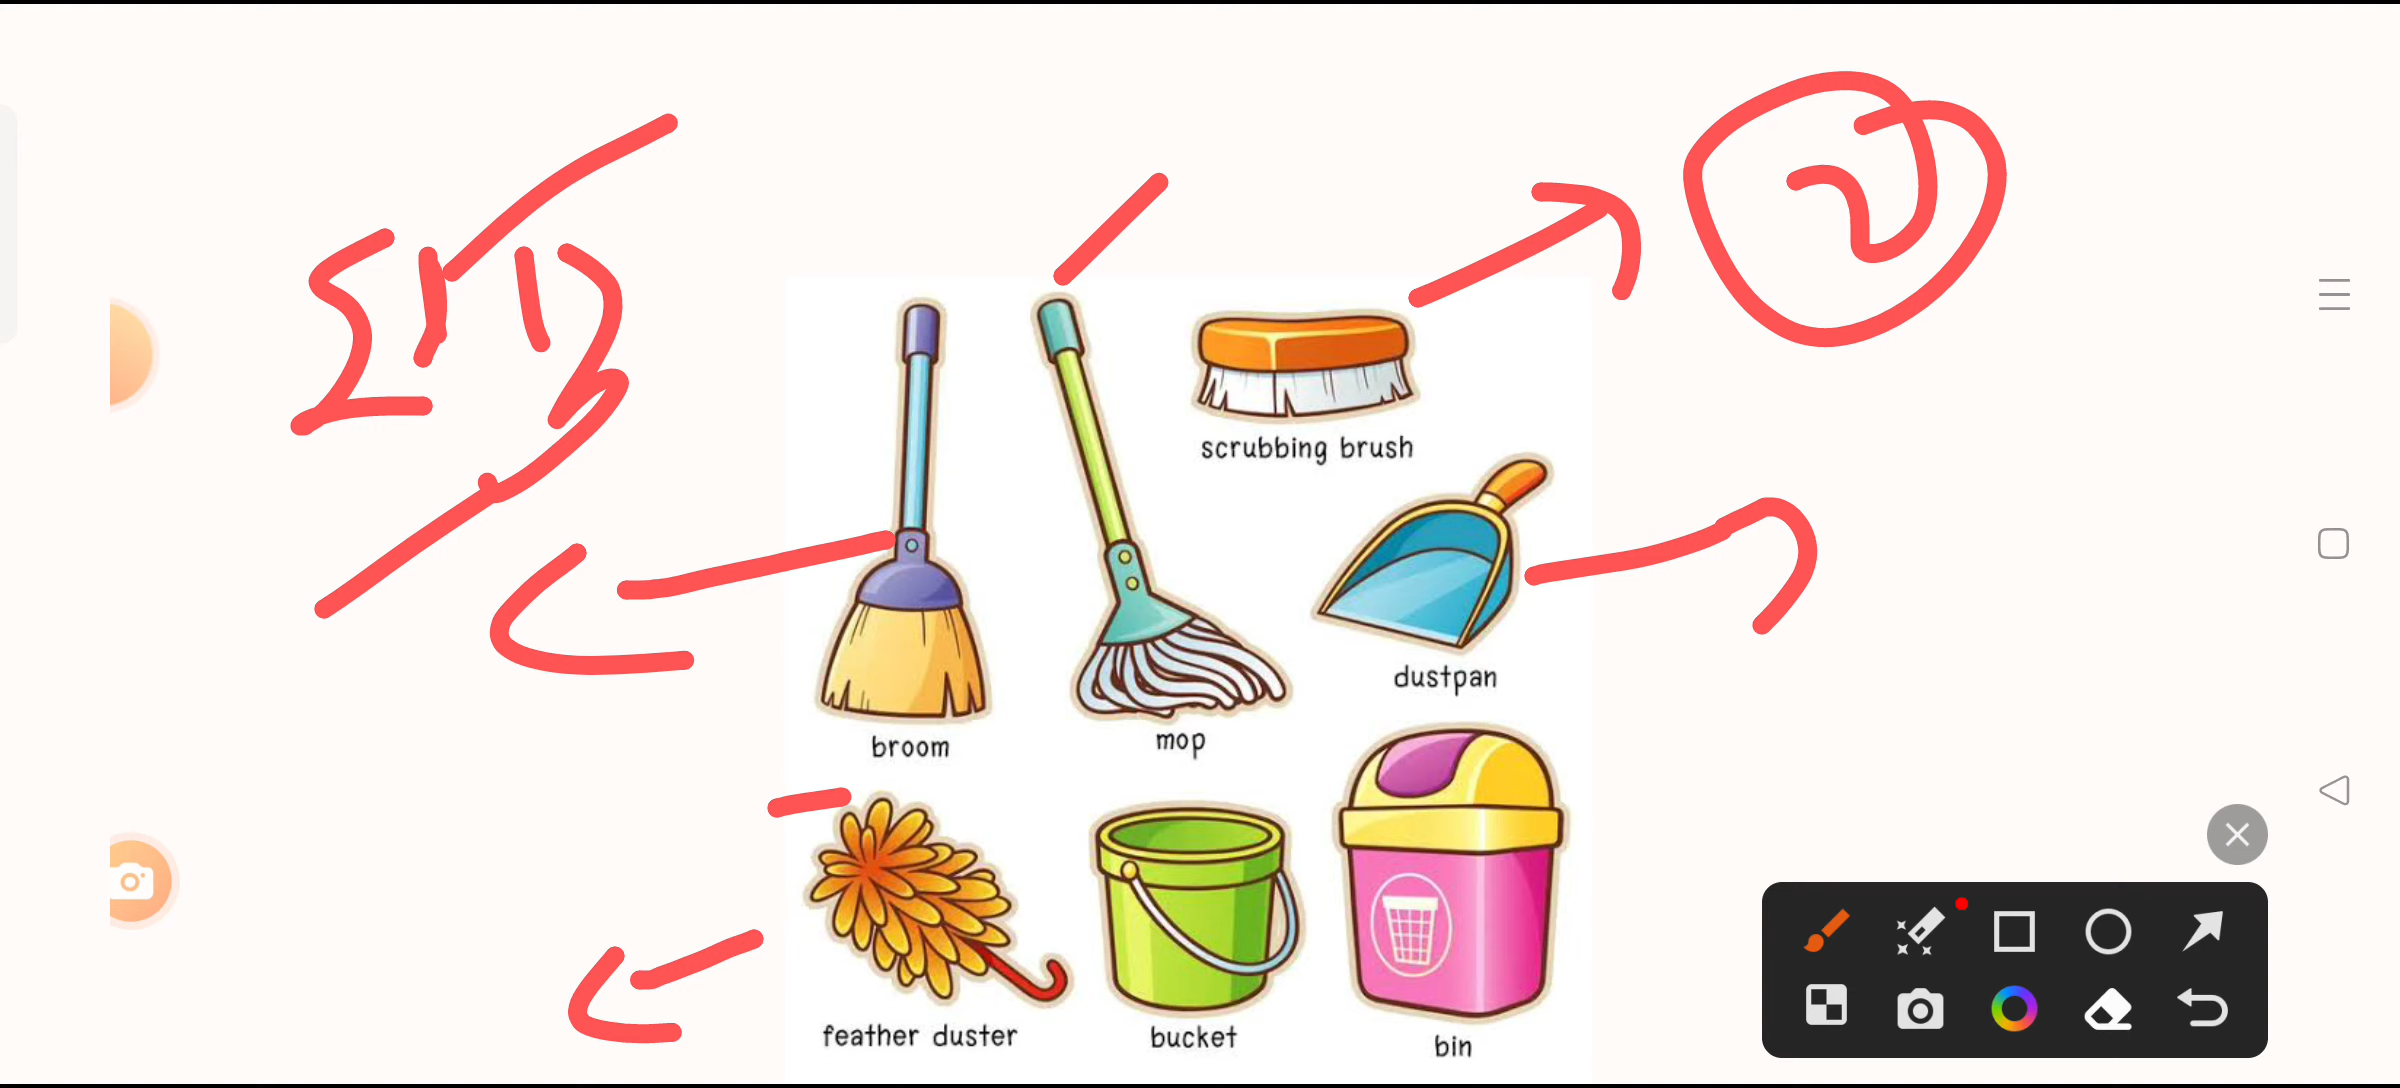 scrubbing brush
dustpan
broom
mop
feather duster
bucket
bin